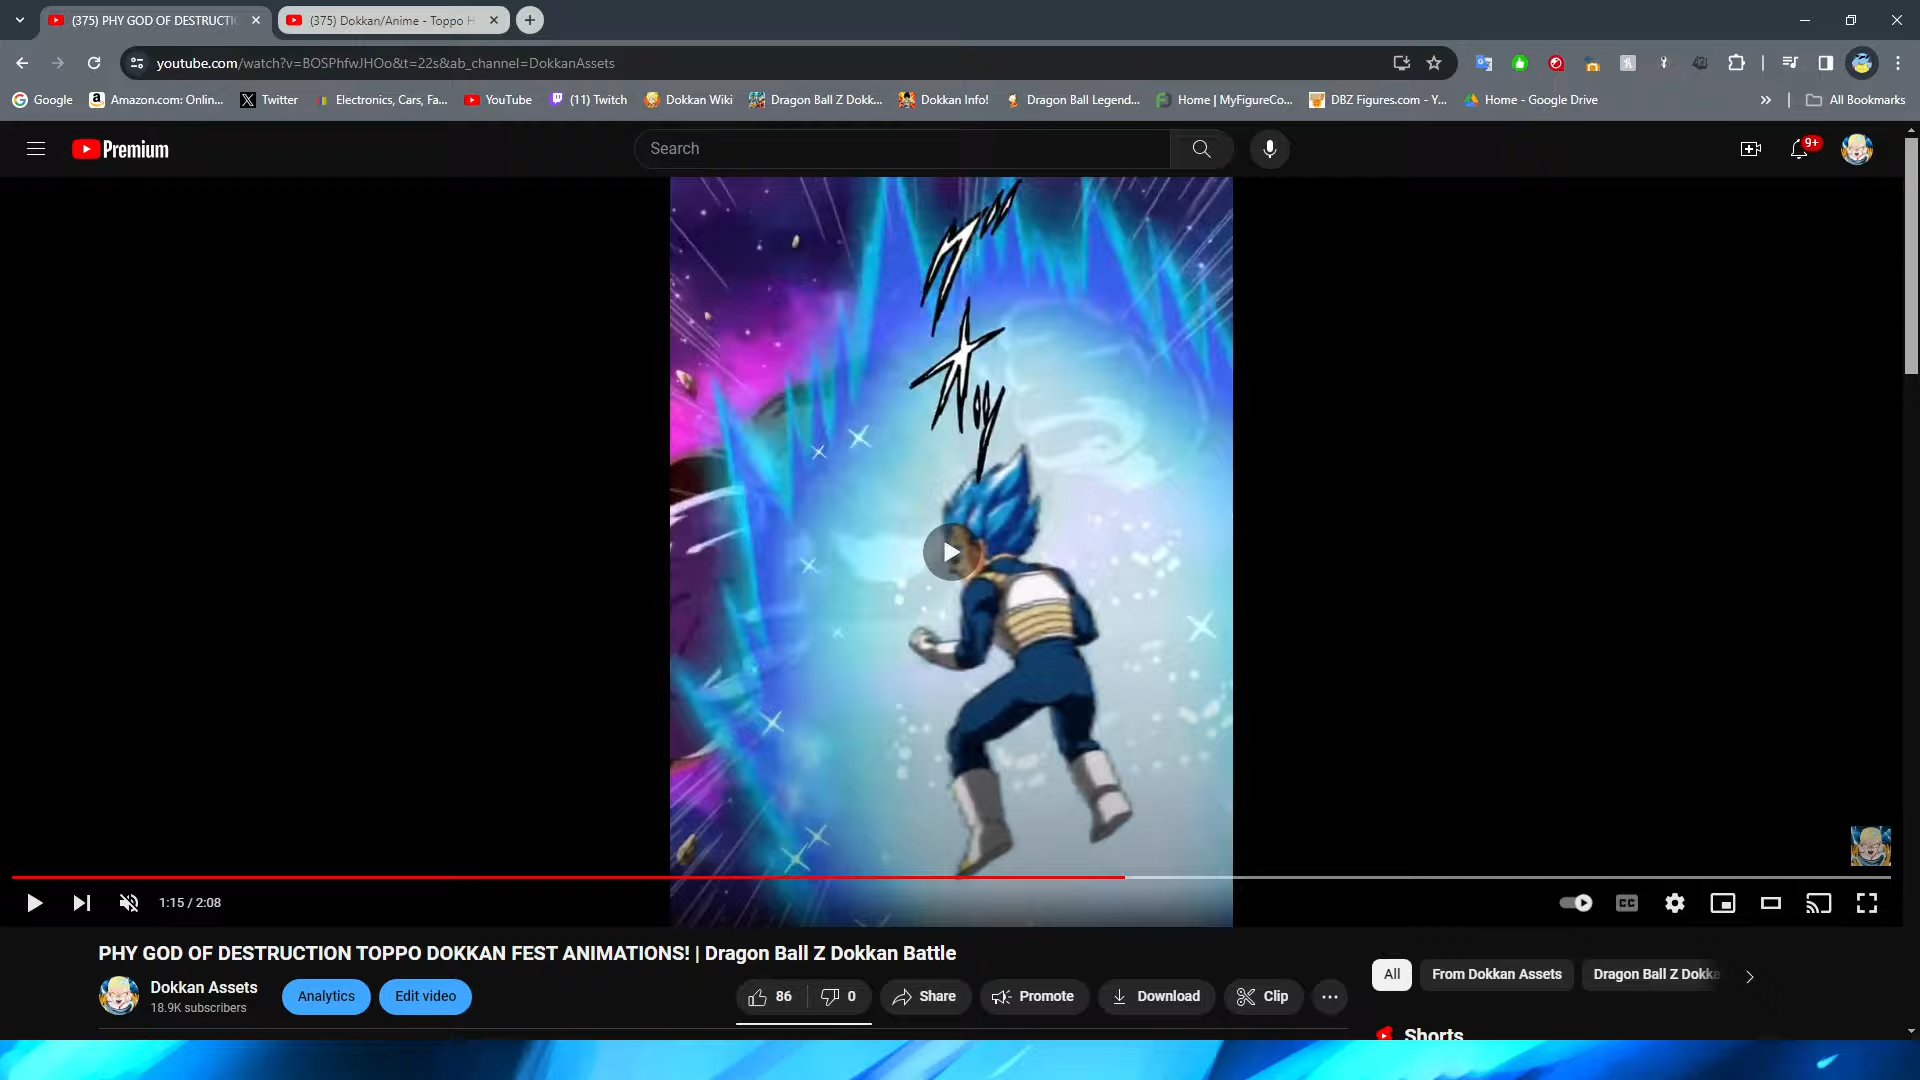 (375) PHY GOD OF DESTRUCTI
(375) Dokkan/Anime - Toppo H
youtube.com/watch?v=BOSPhfwJHOo&t=22s&ab_channel=DokkanAssets
Google
Amazon.com: Onlin...
Twitter
Electronics, Cars, Fa...
YouTube
(11) Twitch
Dokkan Wiki
Dragon Ball Z Dokk...
Dokkan Info!
Dragon Ball Legend...
Home | MyFigureCo...
DBZ Figures.com - Y...
Home - Google Drive
All Bookmarks
Premium
Search
9+
1:15 / 2:08
CC
PHY GOD OF DESTRUCTION TOPPO DOKKAN FEST ANIMATIONS! | Dragon Ball Z Dokkan Battle
Dokkan Assets
18.9K subscribers
Analytics
Edit video
86
0
Share
Promote
Download
Clip
All
From Dokkan Assets
Dragon Ball Z Dokka
Shorts